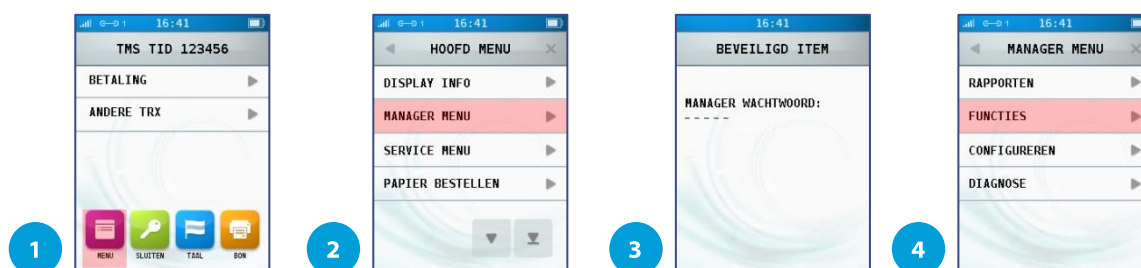 16:41
TMS TID 123456
BETALING
ANDERE TRX
MENU SLUITEN TAAL BON
1
16:41
HOOFD MENU
DISPLAY INFO
MANAGER MENU
SERVICE MENU
PAPIER BESTELLEN
2
16:41
BEVEILIGD ITEM
MANAGER WACHTWOORD:
- - - - -
3
16:41
MANAGER MENU
RAPPORTEN
FUNCTIES
CONFIGUREREN
DIAGNOSE
4